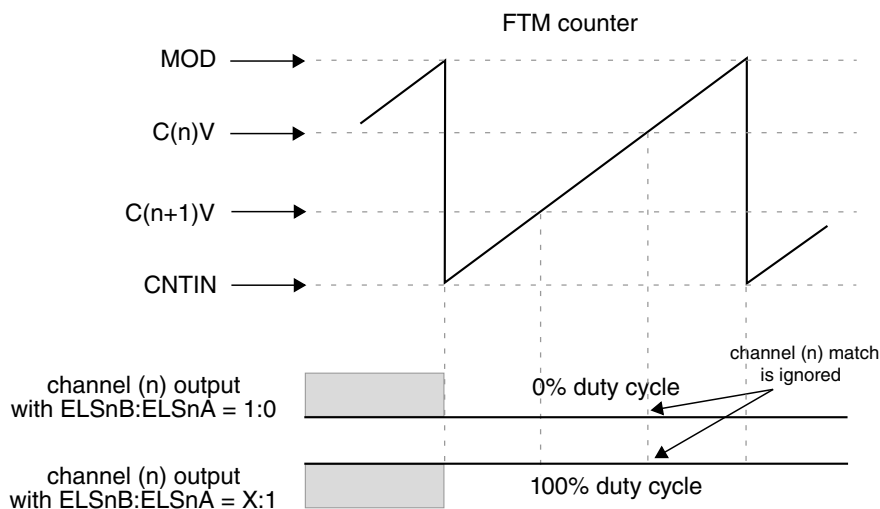 FTM counter
MOD
C(n)V
C(n+1)V
CNTIN
channel (n) match
is ignored
channel (n) output
with ELSnB:ELSnA = 1:0
0% duty cycle
channel (n) output
with ELSnB:ELSnA = X:1
100% duty cycle